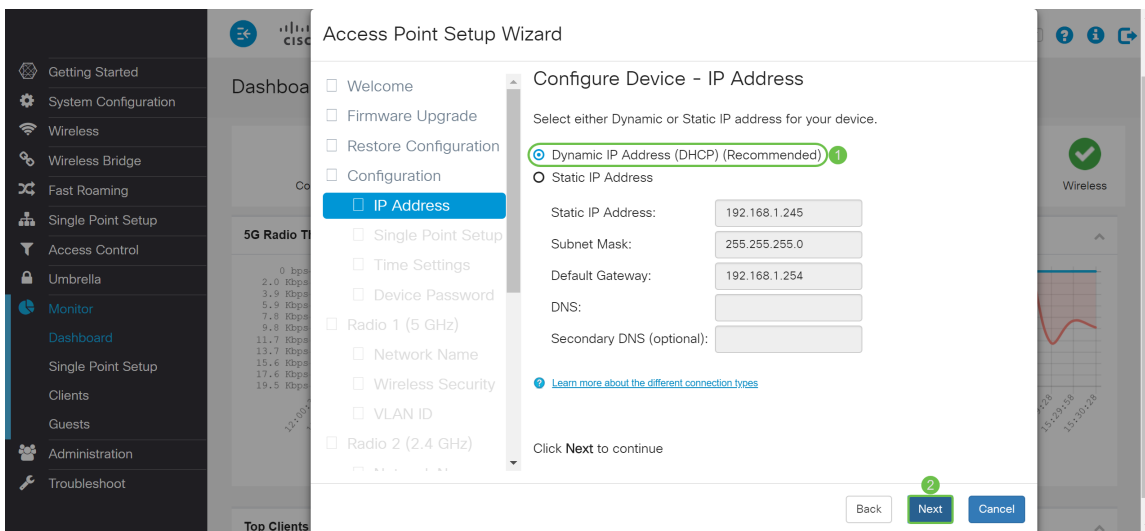 CISC
Access Point Setup Wizard
Getting Started
System Configuration
Wireless
Wireless Bridge
Fast Roaming
Single Point Setup
Access Control
Umbrella
Monitor
Dashboard
Single Point Setup
Clients
Guests
Administration
Troubleshoot
Dashboa
Co
5G Radio Th
0 bps
2.0 Kbps
3.9 Kbps
5.9 Kbps
7.8 Kbps
9.8 Kbps
11.7 Kbps
13.7 Kbps
15.6 Kbps
17.6 Kbps
19.5 Kbps
Top Clients
Welcome
Firmware Upgrade
Restore Configuration
Configuration
IP Address
Single Point Setup
Time Settings
Device Password
Radio 1 (5 GHz)
Network Name
Wireless Security
VLAN ID
Radio 2 (2.4 GHz)
Configure Device - IP Address
Select either Dynamic or Static IP address for your device.
Dynamic IP Address (DHCP) (Recommended) 1
Static IP Address
Static IP Address: 192.168.1.245
Subnet Mask: 255.255.255.0
Default Gateway: 192.168.1.254
DNS:
Secondary DNS (optional):
Learn more about the different connection types
Click Next to continue
2
Back Next Cancel
Wireless
15:29:58
15:30:28